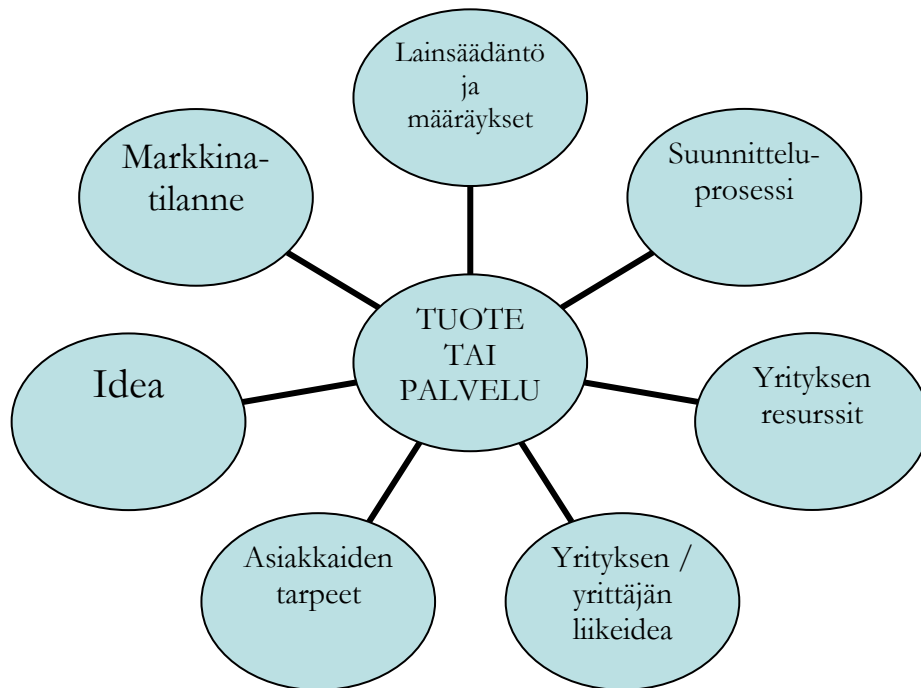 Lainsäädäntö
ja
määräykset
Markkina-
tilanne
Suunnittelu-
prosessi
TUOTE
TAI
PALVELU
Idea
Yrityksen
resurssit
Asiakkaiden
tarpeet
Yrityksen /
yrittäjän
liikeidea